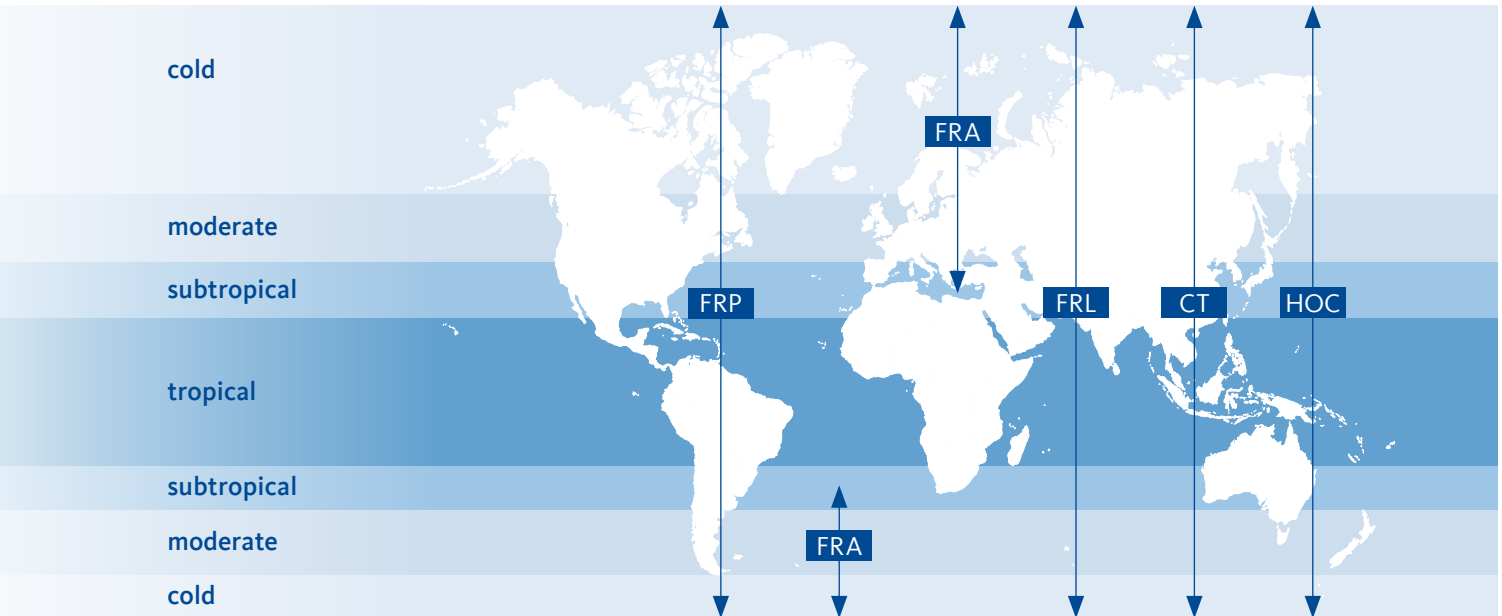 cold
FRA
moderate
subtropical
FRP
FRL
CT
HOC
tropical
subtropical
moderate
FRA
cold